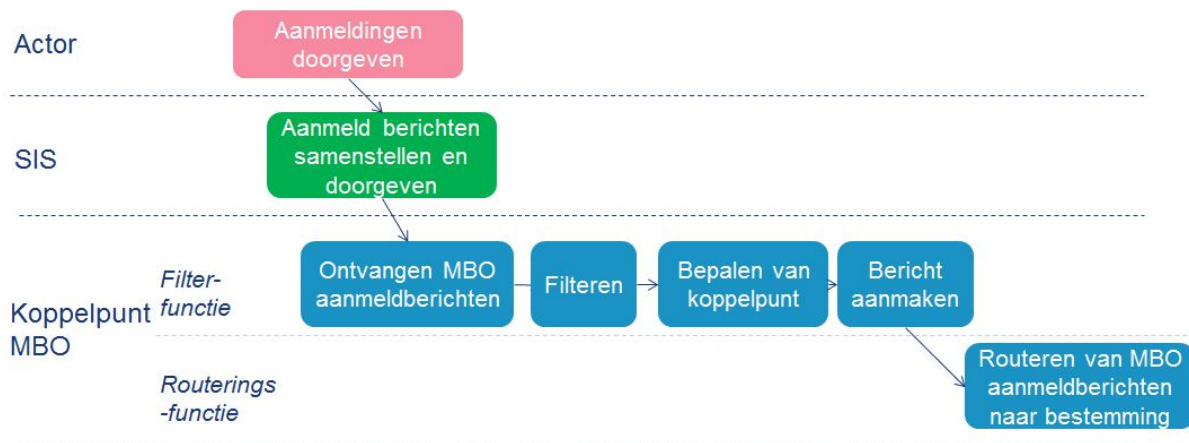 Actor
Aanmeldingen
doorgeven
SIS
Aanmeld berichten
samenstellen en
doorgeven
Koppelpunt
MBO
Filter-
functie
Ontvangen MBO
aanmeldberichten
Filteren
Bepalen van
koppelpunt
Bericht
aanmaken
Routerings
-functie
Routeren van MBO
aanmeldberichten
naar bestemming